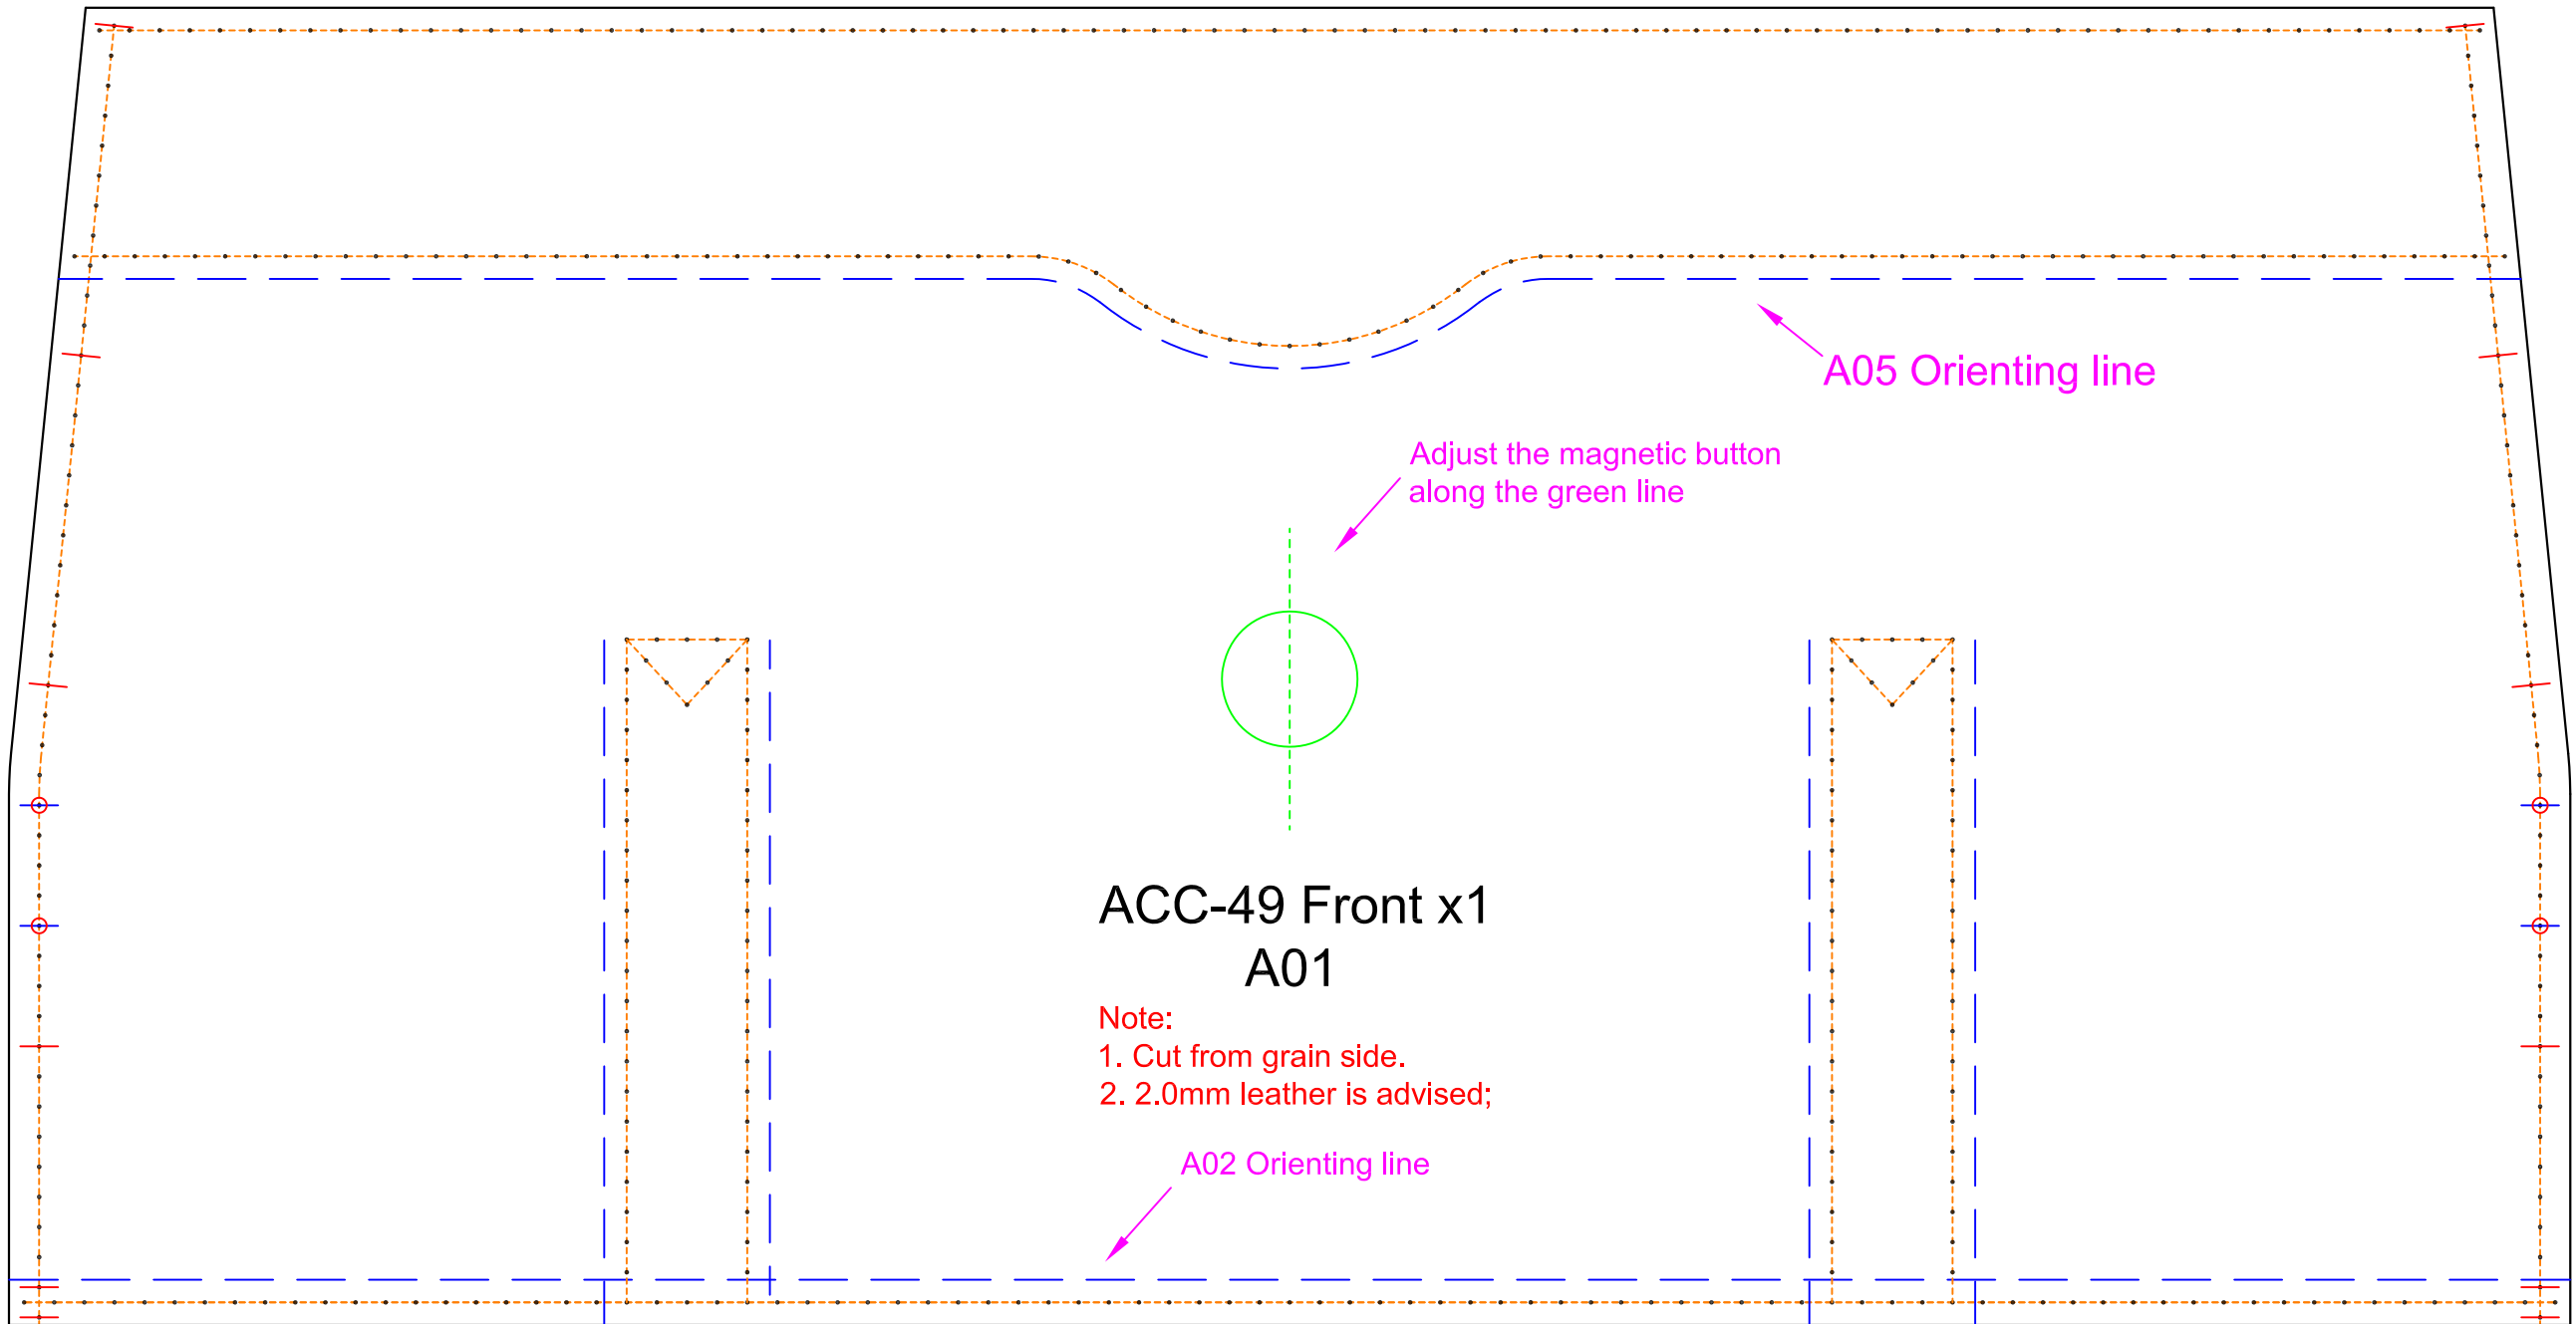 A05 Orienting line
Adjust the magnetic button
along the green line
ACC-49 Front x1
A01
Note:
1. Cut from grain side.
2. 2.0mm leather is advised;
A02 Orienting line